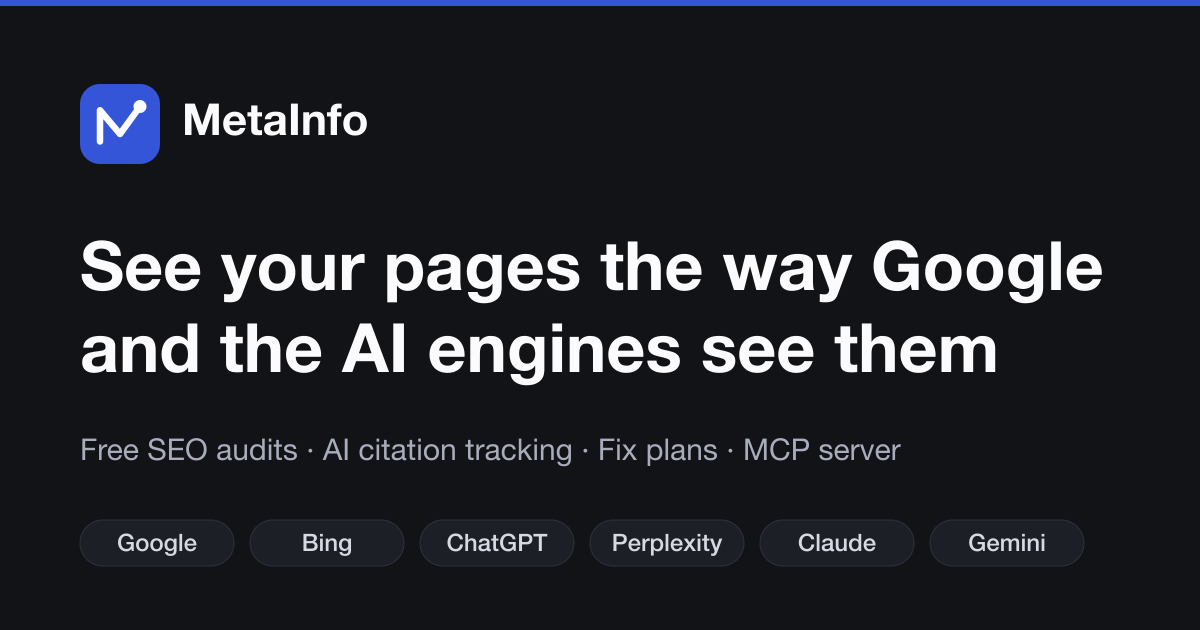 MetaInfo
See your pages the way Google
and the AI engines see them
Free SEO audits · AI citation tracking · Fix plans · MCP server
Google Bing ChatGPT Perplexity Claude Gemini